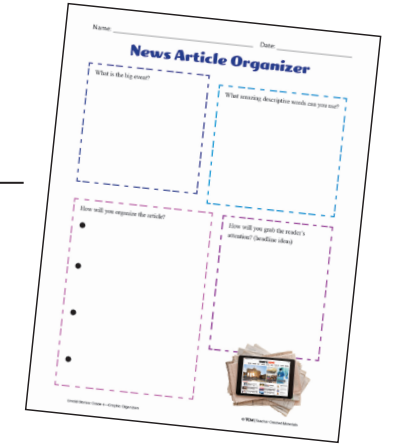 Name: Date:
News Article Organizer
What is the big event?
What amazing descriptive words can you use?
How will you organize the article?
How will you grab the reader's
attention? (headline idea)